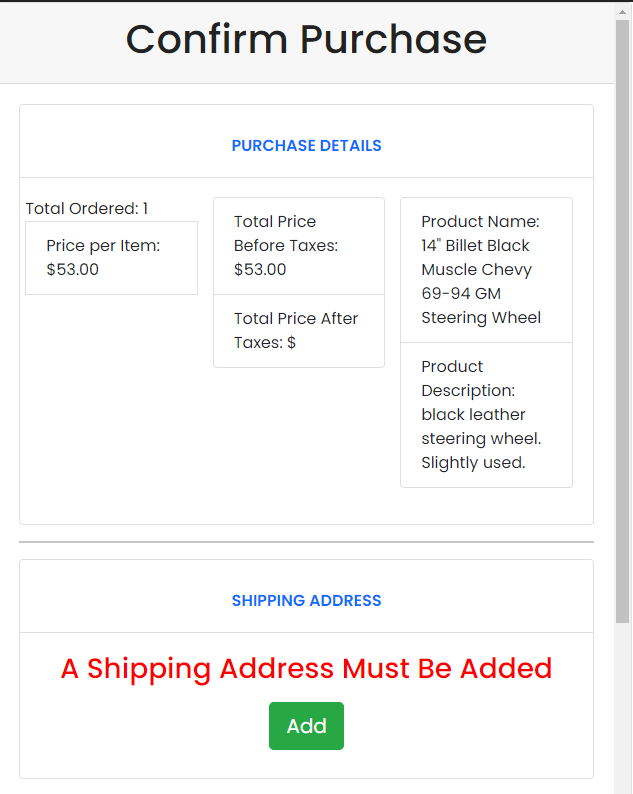 Confirm Purchase
PURCHASE DETAILS
Total Ordered: 1
Price per Item:
$53.00
Total Price
Before Taxes:
$53.00
Total Price After
Taxes: $
Product Name:
14" Billet Black
Muscle Chevy
69-94 GM
Steering Wheel
Product
Description:
black leather
steering wheel.
Slightly used.
SHIPPING ADDRESS
A Shipping Address Must Be Added
Add